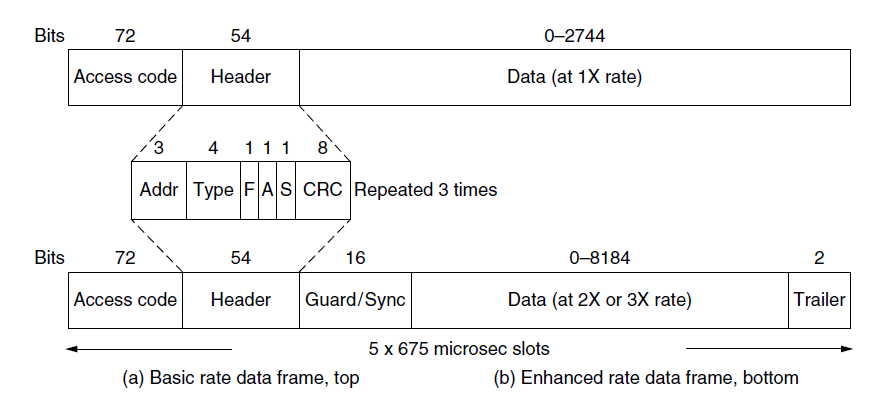 Bits 72 54 0–2744
Access code Header Data (at 1X rate)
3 4 1 1 1 8
Addr Type F A S CRC Repeated 3 times
Bits 72 54 16 0–8184 2
Access code Header Guard/Sync Data (at 2X or 3X rate) Trailer
5 x 675 microsec slots
(a) Basic rate data frame, top (b) Enhanced rate data frame, bottom